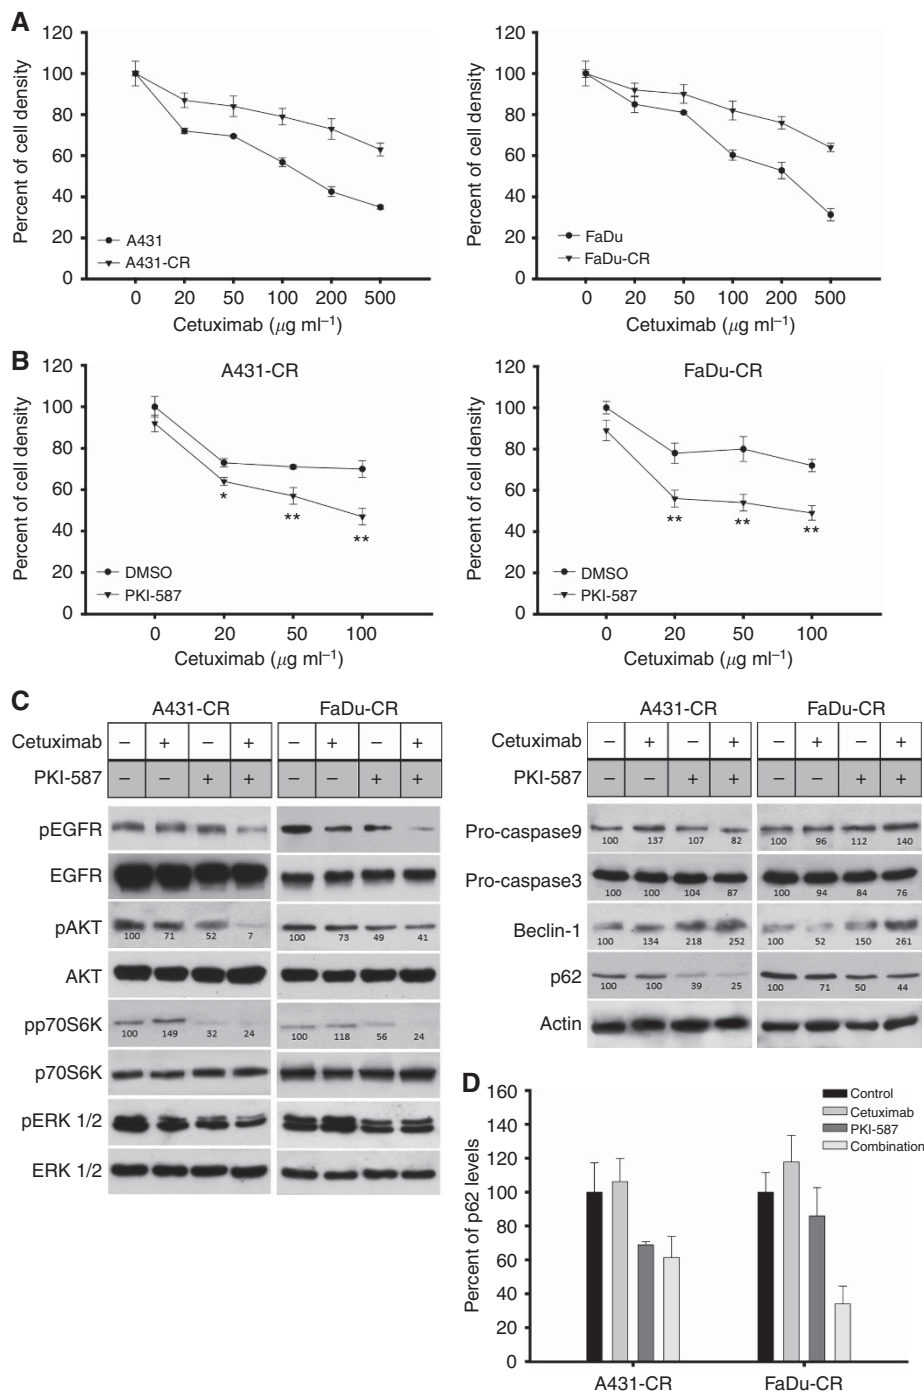 A
120
100
80
60
40
20
0
Percent of cell density
A431
A431-CR
0 20 50 100 200 500
Cetuximab (μg ml–1)
120
100
80
60
40
20
0
Percent of cell density
FaDu
FaDu-CR
0 20 50 100 200 500
Cetuximab (μg ml–1)
B
A431-CR
120
100
80
60
40
20
0
Percent of cell density
*
**
**
DMSO
PKI-587
0 20 50 100
Cetuximab (μg ml–1)
FaDu-CR
120
100
80
60
40
20
0
Percent of cell density
**
**
**
DMSO
PKI-587
0 20 50 100
Cetuximab (μg ml–1)
C
A431-CR FaDu-CR
Cetuximab – + – + – + – +
PKI-587 – – + + – – + +
pEGFR
EGFR
pAKT
100 71 52 7 100 73 49 41
AKT
pp70S6K
100 149 32 24 100 118 56 24
p70S6K
pERK 1/2
ERK 1/2
A431-CR FaDu-CR
Cetuximab – + – + – + – +
PKI-587 – – + + – – + +
Pro-caspase9
100 137 107 82 100 96 112 140
Pro-caspase3
100 100 104 87 100 94 84 76
Beclin-1
100 134 218 252 100 52 150 261
p62
100 100 39 25 100 71 50 44
Actin
D
160
140
120
100
80
60
40
20
0
Percent of p62 levels
Control
Cetuximab
PKI-587
Combination
A431-CR FaDu-CR